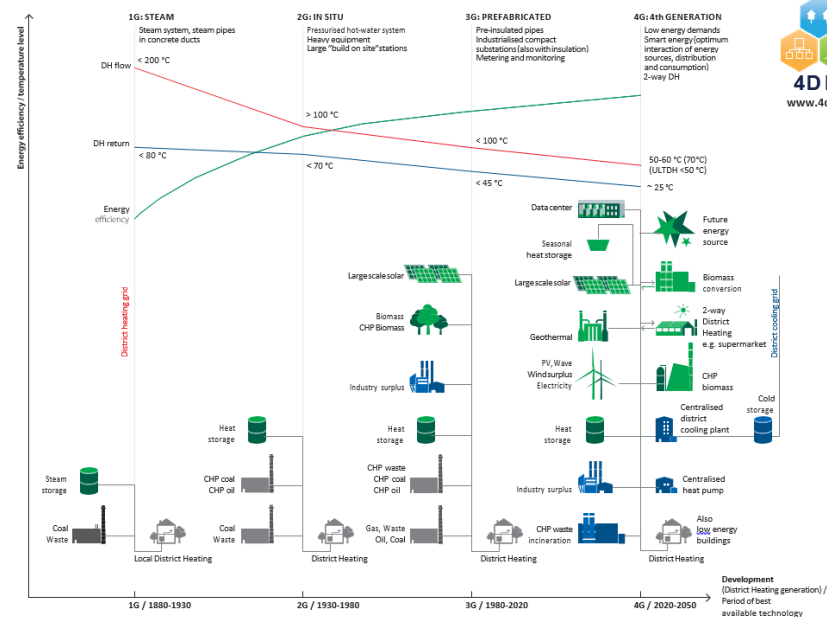 1G: STEAM
Steam system, steam pipes
in concrete ducts
2G: IN SITU
Pressurised hot-water system
Heavy equipment
Large "build on site" stations
3G: PREFABRICATED
Pre-insulated pipes
Industrialised compact
substations (also with insulation)
Metering and monitoring
4G: 4th GENERATION
Low energy demands
Smart energy (optimum
interaction of energy
sources, distribution
and consumption)
2-way DH
4D
www.4d
Energy efficiency / temperature level
DH flow
< 200 °C
> 100 °C
< 100 °C
50-60 °C (70°C)
(ULTDH <50 °C)
DH return
< 80 °C
< 70 °C
< 45 °C
~ 25 °C
Energy
efficiency
District heating grid
District cooling grid
Data center
Future
energy
source
Seasonal
heat storage
Large scale solar
Large scale solar
Biomass
conversion
Biomass
CHP Biomass
Geothermal
2-way
District
Heating
e.g. supermarket
Industry surplus
PV, Wave
Wind surplus
Electricity
CHP
biomass
Heat
storage
Heat
storage
Heat
storage
Centralised
district
cooling plant
Cold
storage
Steam
storage
CHP coal
CHP oil
CHP waste
CHP coal
CHP oil
Industry surplus
Centralised
heat pump
Coal
Waste
Coal
Waste
Gas, Waste
Oil, Coal
CHP waste
incineration
Also
low energy
buildings
Local District Heating
District Heating
District Heating
District Heating
1G / 1880-1930
2G / 1930-1980
3G / 1980-2020
4G / 2020-2050
Development
(District Heating generation) /
Period of best
available technology